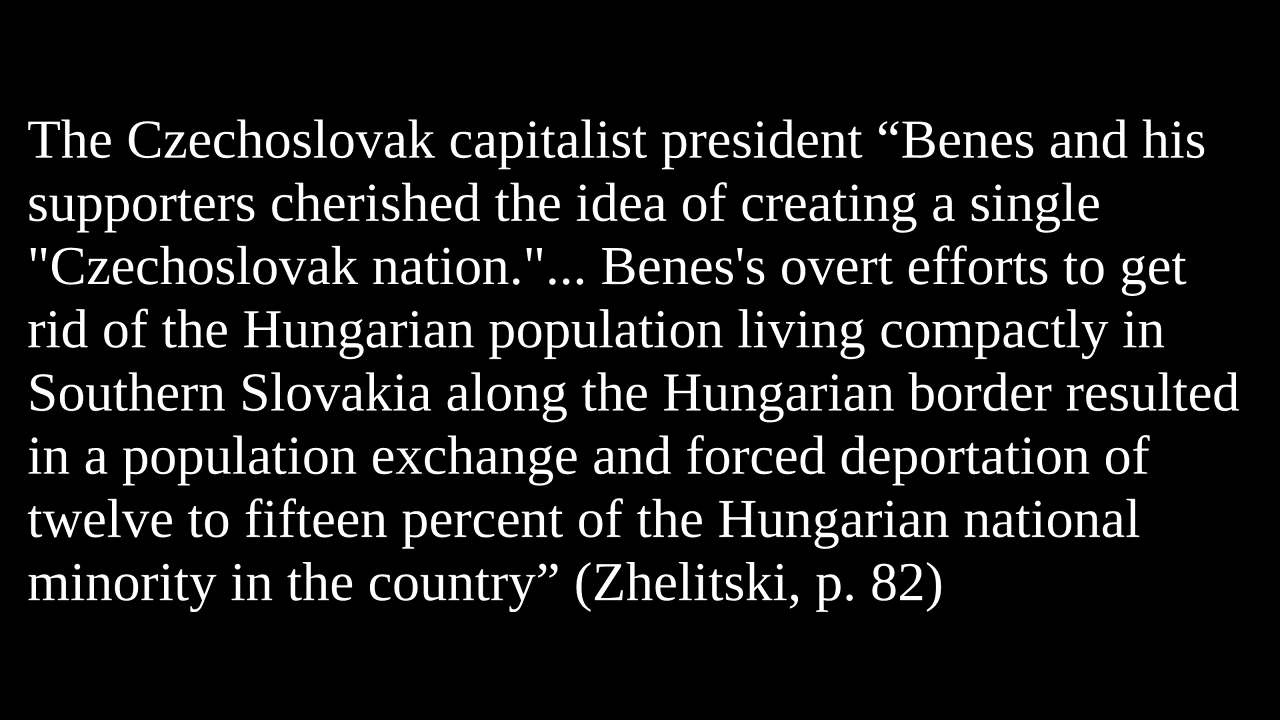 The Czechoslovak capitalist president “Benes and his
supporters cherished the idea of creating a single
"Czechoslovak nation."... Benes's overt efforts to get
rid of the Hungarian population living compactly in
Southern Slovakia along the Hungarian border resulted
in a population exchange and forced deportation of
twelve to fifteen percent of the Hungarian national
minority in the country” (Zhelitski, p. 82)